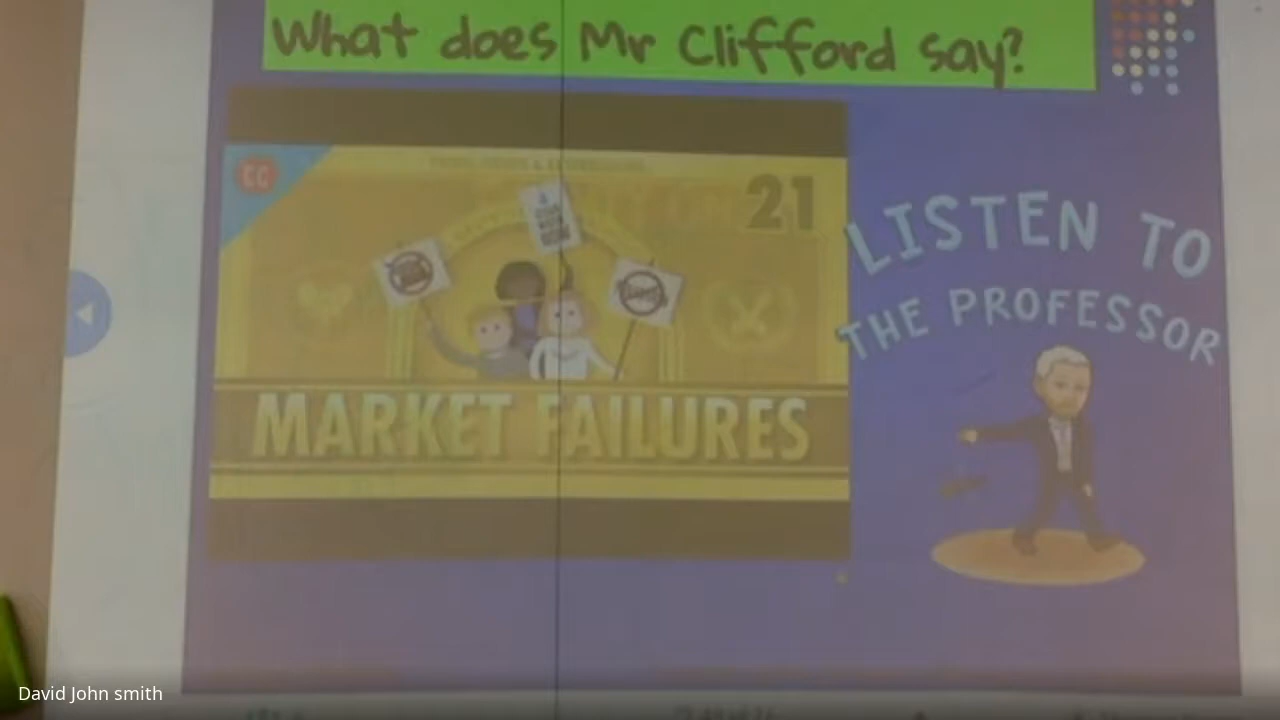 What does Mr Clifford say?
CC
21
MARKET FAILURES
LISTEN TO
THE PROFESSOR
David John smith